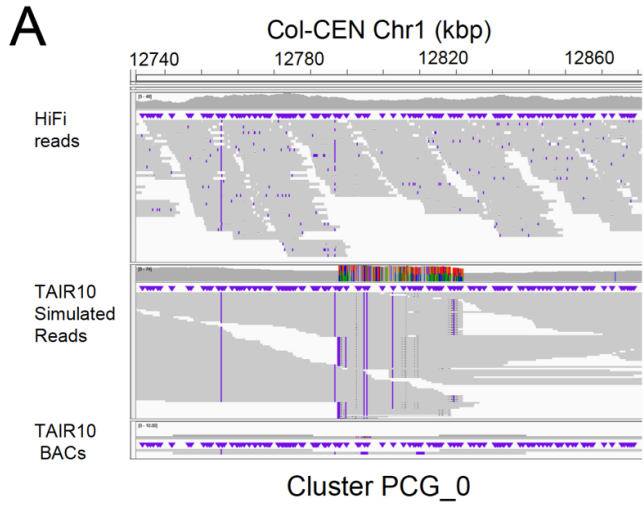 A
Col-CEN Chr1 (kbp)
12740 12780 12820 12860
HiFi
reads
TAIR10
Simulated
Reads
TAIR10
BACs
Cluster PCG_0